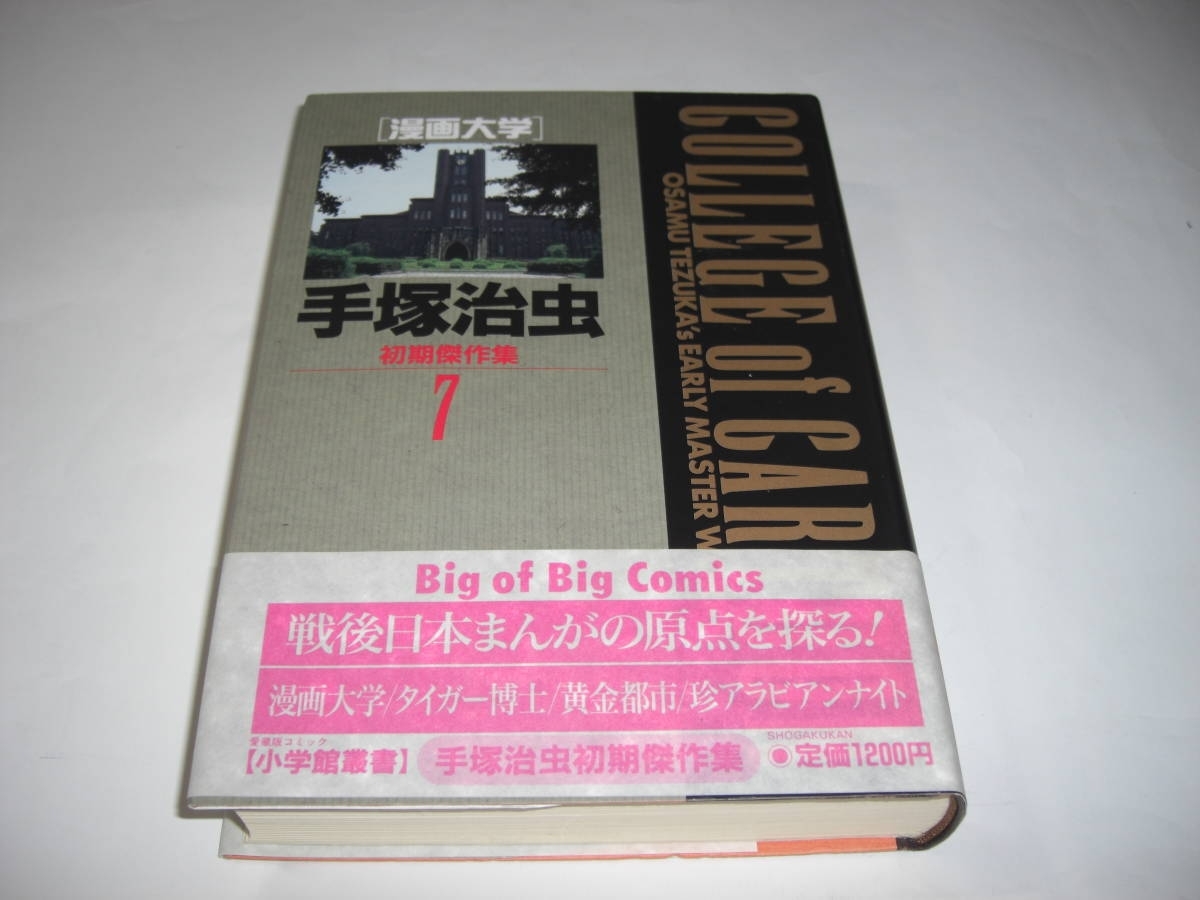 [漫画大学]
手塚治虫
初期傑作集
7
COLLEGE of CAR
OSAMU TEZUKA's EARLY MASTER W
Big of Big Comics
戦後日本まんがの原点を探る!
漫画大学/タイガー博士/黄金都市/珍アラビアンナイト
愛蔵版コミック
【小学館叢書】 手塚治虫初期傑作集
SHOGAKUKAN
●定価1200円